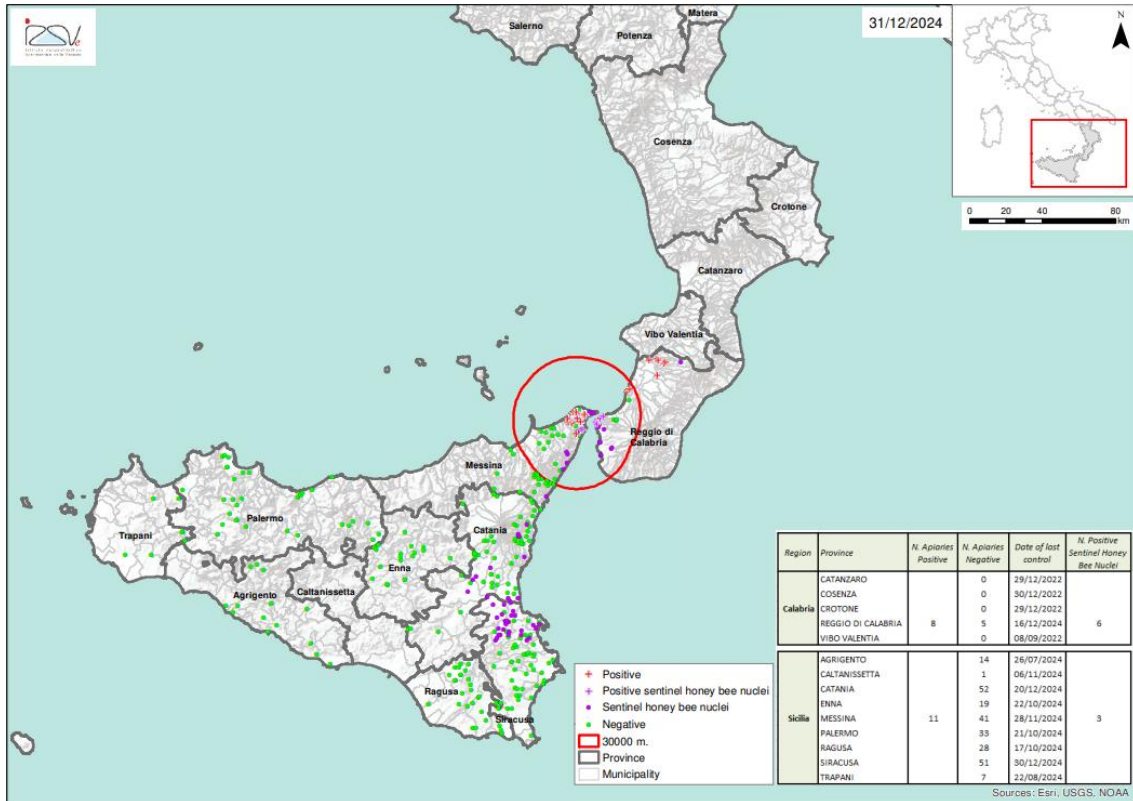 Salerno
Potenza
Matera
31/12/2024
N
Cosenza
Crotone
0 20 40 80
km
Catanzaro
Vibo Valentia
Reggio di
Calabria
Messina
Palermo
Trapani
Catania
Enna
Agrigento
Caltanissetta
Ragusa
Siracusa
Positive
Positive sentinel honey bee nuclei
Sentinel honey bee nuclei
Negative
30000 m.
Province
Municipality
Region Province N. Apiaries Positive N. Apiaries Negative Date of last control N. Positive Sentinel Honey Bee Nuclei
Calabria
CATANZARO 0 29/12/2022
COSENZA 0 30/12/2022
CROTONE 0 29/12/2022
REGGIO DI CALABRIA 8 5 16/12/2024 6
VIBO VALENTIA 0 08/09/2022
Sicilia
AGRIGENTO 14 26/07/2024
CALTANISSETTA 1 06/11/2024
CATANIA 52 20/12/2024
ENNA 19 22/10/2024
MESSINA 11 41 28/11/2024 3
PALERMO 33 21/10/2024
RAGUSA 28 17/10/2024
SIRACUSA 51 30/12/2024
TRAPANI 7 22/08/2024
Sources: Esri, USGS, NOAA